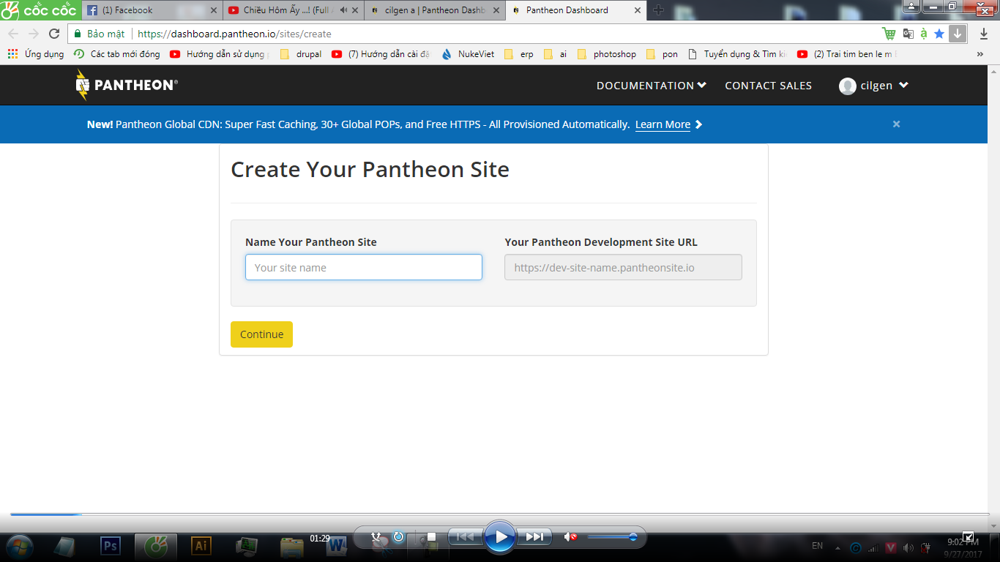 CỐC CỐC
(1) Facebook
Chiều Hôm Ấy ...! (Full A
cilgen a | Pantheon Dashb
Pantheon Dashboard
Bảo mật
https://dashboard.pantheon.io/sites/create
Ứng dụng
Các tab mới đóng
Hướng dẫn sử dụng
drupal
(7) Hướng dẫn cài đặ
NukeViet
erp
ai
photoshop
pon
Tuyển dụng & Tìm ki
(2) Trai tim ben le m
»
PANTHEON®
DOCUMENTATION
CONTACT SALES
cilgen
New! Pantheon Global CDN: Super Fast Caching, 30+ Global POPs, and Free HTTPS - All Provisioned Automatically. Learn More
×
Create Your Pantheon Site
Name Your Pantheon Site
Your Pantheon Development Site URL
Your site name
https://dev-site-name.pantheonsite.io
Continue
Ps
Ai
01:29
W
EN
V
9:02 PM
9/27/2017